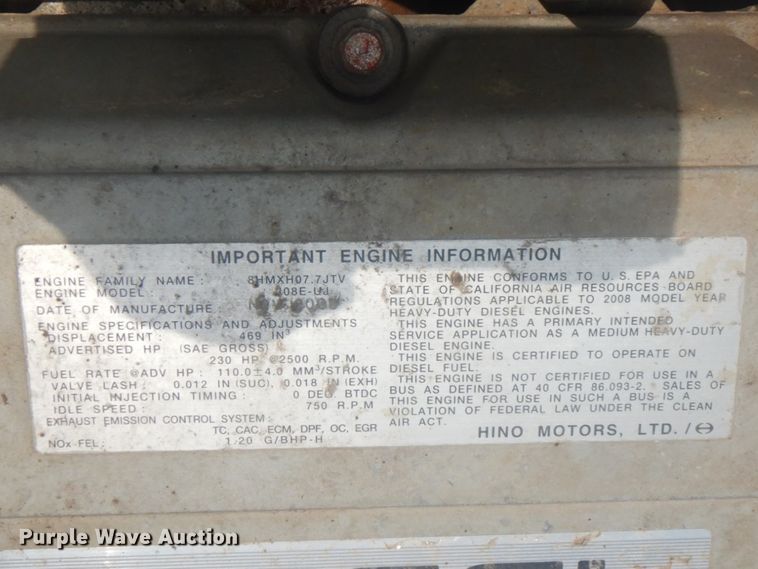 IMPORTANT ENGINE INFORMATION
ENGINE FAMILY NAME : 8HMXH07.7JTV
ENGINE MODEL :
DATE OF MANUFACTURE :
ENGINE SPECIFICATIONS AND ADJUSTMENTS
DISPLACEMENT : 469 IN³
ADVERTISED HP (SAE GROSS) :
230 HP @2500 R.P.M.
FUEL RATE @ADV HP : 110.0±4.0 MM³/STROKE
VALVE LASH : 0.012 IN (SUC), 0.018 IN (EXH)
INITIAL INJECTION TIMING : 0 DEG. BTDC
IDLE SPEED : 750 R.P.M
EXHAUST EMISSION CONTROL SYSTEM :
TC, CAC, ECM, DPF, OC, EGR
NOx-FEL : 1.20 G/BHP-H
THIS ENGINE CONFORMS TO U.S.EPA AND
STATE OF CALIFORNIA AIR RESOURCES BOARD
REGULATIONS APPLICABLE TO 2008 MODEL YEAR
HEAVY-DUTY DIESEL ENGINES.
THIS ENGINE HAS A PRIMARY INTENDED
SERVICE APPLICATION AS A MEDIUM HEAVY-DUTY
DIESEL ENGINE.
THIS ENGINE IS CERTIFIED TO OPERATE ON
DIESEL FUEL.
THIS ENGINE IS NOT CERTIFIED FOR USE IN A
BUS AS DEFINED AT 40 CFR 86.093-2. SALES OF
THIS ENGINE FOR USE IN SUCH A BUS IS A
VIOLATION OF FEDERAL LAW UNDER THE CLEAN
AIR ACT.
HINO MOTORS, LTD./
Purple Wave Auction